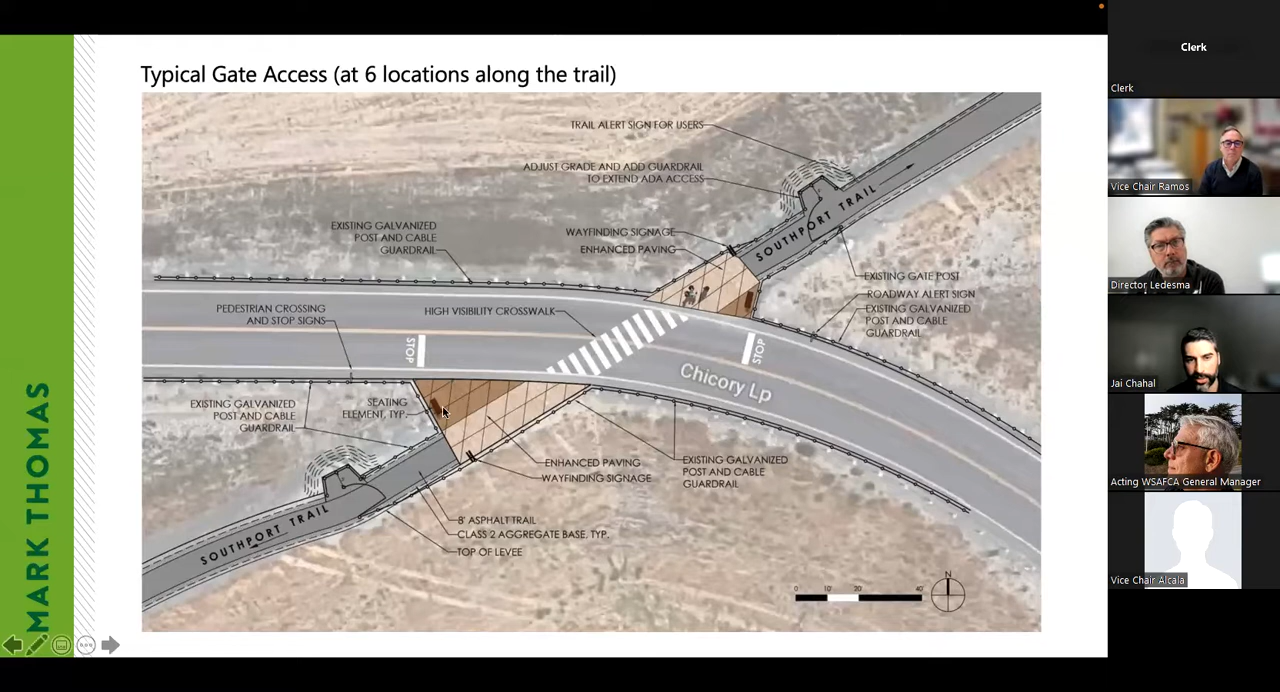 Typical Gate Access (at 6 locations along the trail)
TRAIL ALERT SIGN FOR USERS
ADJUST GRADE AND ADD GUARDRAIL
TO EXTEND ADA ACCESS
EXISTING GALVANIZED
POST AND CABLE
GUARDRAIL
WAYFINDING SIGNAGE
ENHANCED PAVING
SOUTHPORT TRAIL
EXISTING GATE POST
ROADWAY ALERT SIGN
EXISTING GALVANIZED
POST AND CABLE
GUARDRAIL
PEDESTRIAN CROSSING
AND STOP SIGNS
HIGH VISIBILITY CROSSWALK
STOP
STOP
Chicory Lp
EXISTING GALVANIZED
POST AND CABLE
GUARDRAIL
SEATING
ELEMENT, TYP.
ENHANCED PAVING
WAYFINDING SIGNAGE
EXISTING GALVANIZED
POST AND CABLE
GUARDRAIL
8' ASPHALT TRAIL
CLASS 2 AGGREGATE BASE, TYP.
TOP OF LEVEE
SOUTHPORT TRAIL
0 10' 20' 40'
N
MARK THOMAS
Clerk
Clerk
Vice Chair Ramos
Director Ledesma
Jai Chahal
Acting WSAFCA General Manager
Vice Chair Alcala